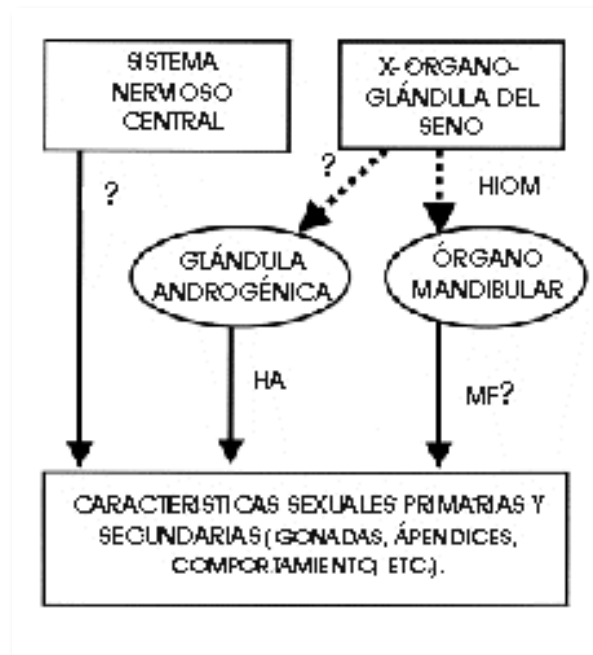 SISTEMA
NERVIOSO
CENTRAL
X-ORGANO-
GLÁNDULA DEL
SENO
?
?
HIOM
GLÁNDULA
ANDROGÉNICA
ÓRGANO
MANDIBULAR
HA
MF?
CARACTERISTICAS SEXUALES PRIMARIAS Y
SECUNDARIAS( GONADAS, ÁPENDICES,
COMPORTAMIENTO, ETC.).